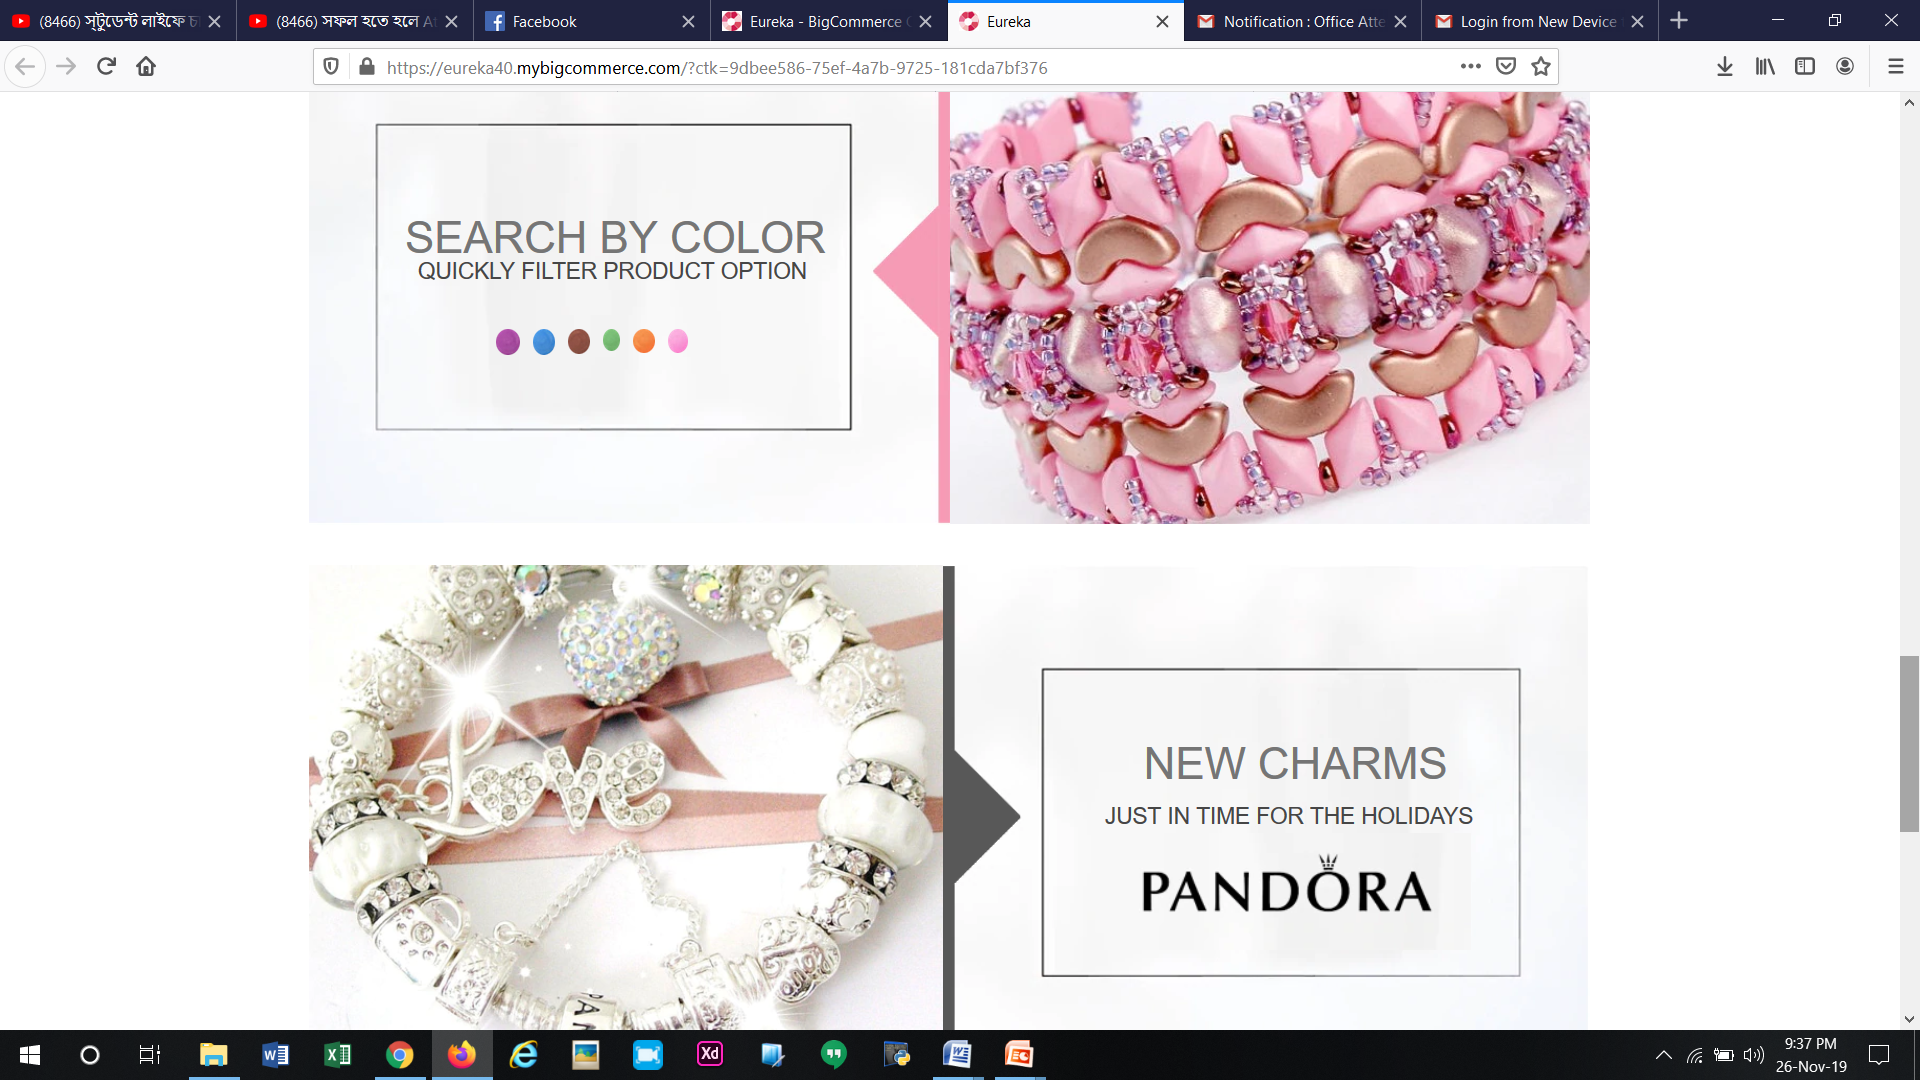 (8466) স্টুডেন্ট লাইফে
(8466) সফল হতে হলে
Facebook
Eureka - BigCommerce
Eureka
Notification : Office Atte
Login from New Device
https://eureka40.mybigcommerce.com/?ctk=9dbee586-75ef-4a7b-9725-181cda7bf376
SEARCH BY COLOR
QUICKLY FILTER PRODUCT OPTION
Love
NEW CHARMS
JUST IN TIME FOR THE HOLIDAYS
PANDORA
Xd
9:37 PM
26-Nov-19